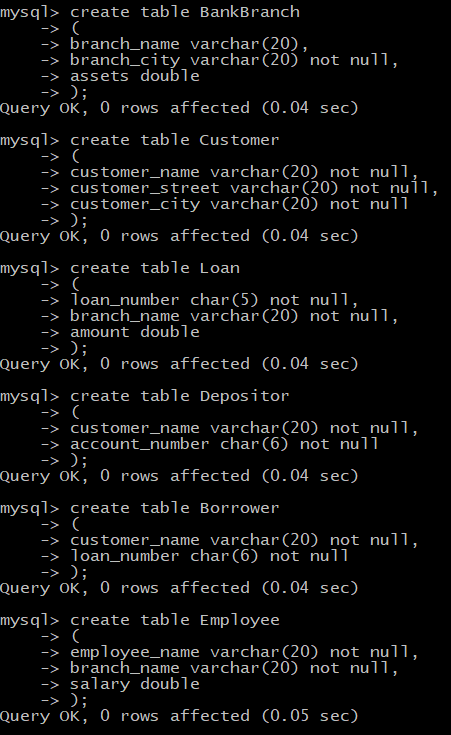 mysql> create table BankBranch
    -> (
    -> branch_name varchar(20),
    -> branch_city varchar(20) not null,
    -> assets double
    -> );
Query OK, 0 rows affected (0.04 sec)

mysql> create table Customer
    -> (
    -> customer_name varchar(20) not null,
    -> customer_street varchar(20) not null,
    -> customer_city varchar(20) not null
    -> );
Query OK, 0 rows affected (0.04 sec)

mysql> create table Loan
    -> (
    -> loan_number char(5) not null,
    -> branch_name varchar(20) not null,
    -> amount double
    -> );
Query OK, 0 rows affected (0.04 sec)

mysql> create table Depositor
    -> (
    -> customer_name varchar(20) not null,
    -> account_number char(6) not null
    -> );
Query OK, 0 rows affected (0.04 sec)

mysql> create table Borrower
    -> (
    -> customer_name varchar(20) not null,
    -> loan_number char(6) not null
    -> );
Query OK, 0 rows affected (0.04 sec)

mysql> create table Employee
    -> (
    -> employee_name varchar(20) not null,
    -> branch_name varchar(20) not null,
    -> salary double
    -> );
Query OK, 0 rows affected (0.05 sec)